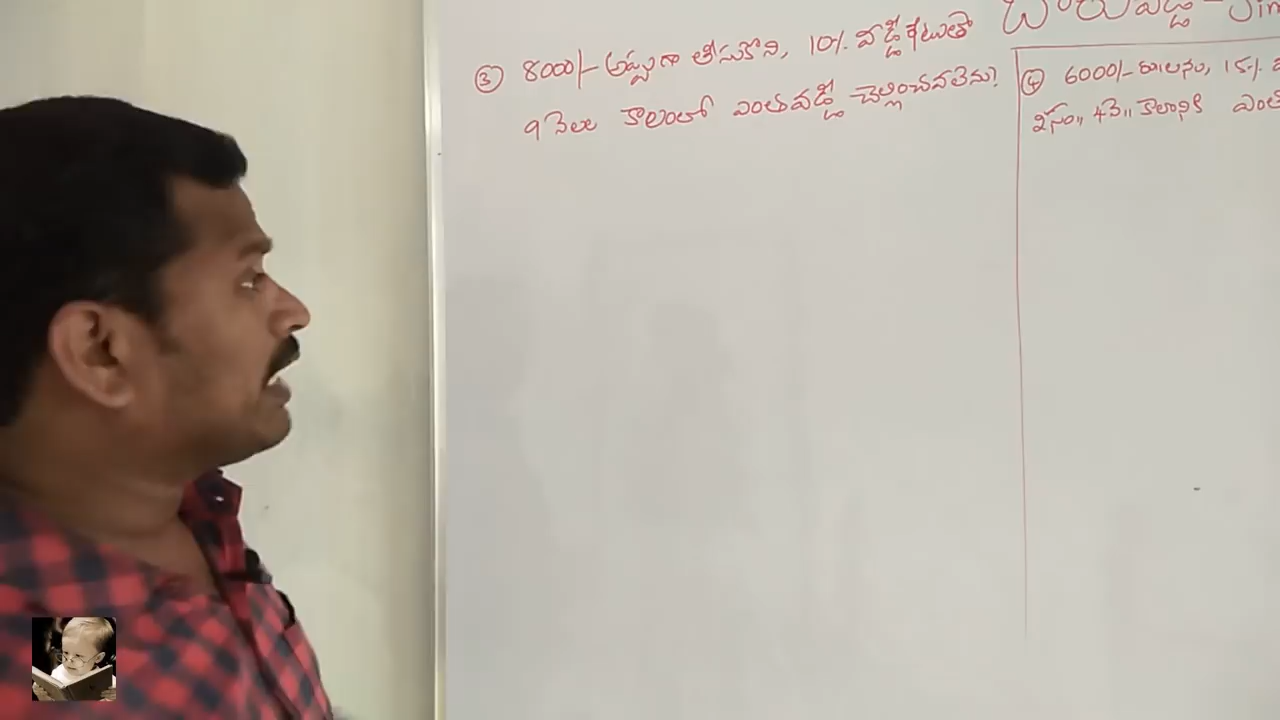 బారువడ్డీ - Sim
③ 8000/- అప్పుగా తీసుకొని, 10% వడ్డీ రేటుతో
9 నెలల కాలంలో ఎంత వడ్డీ చెల్లించవలెను?
④ 6000/- రూ॥లను, 15%
2సం॥ 4నె॥ కాలానికి ఎంత